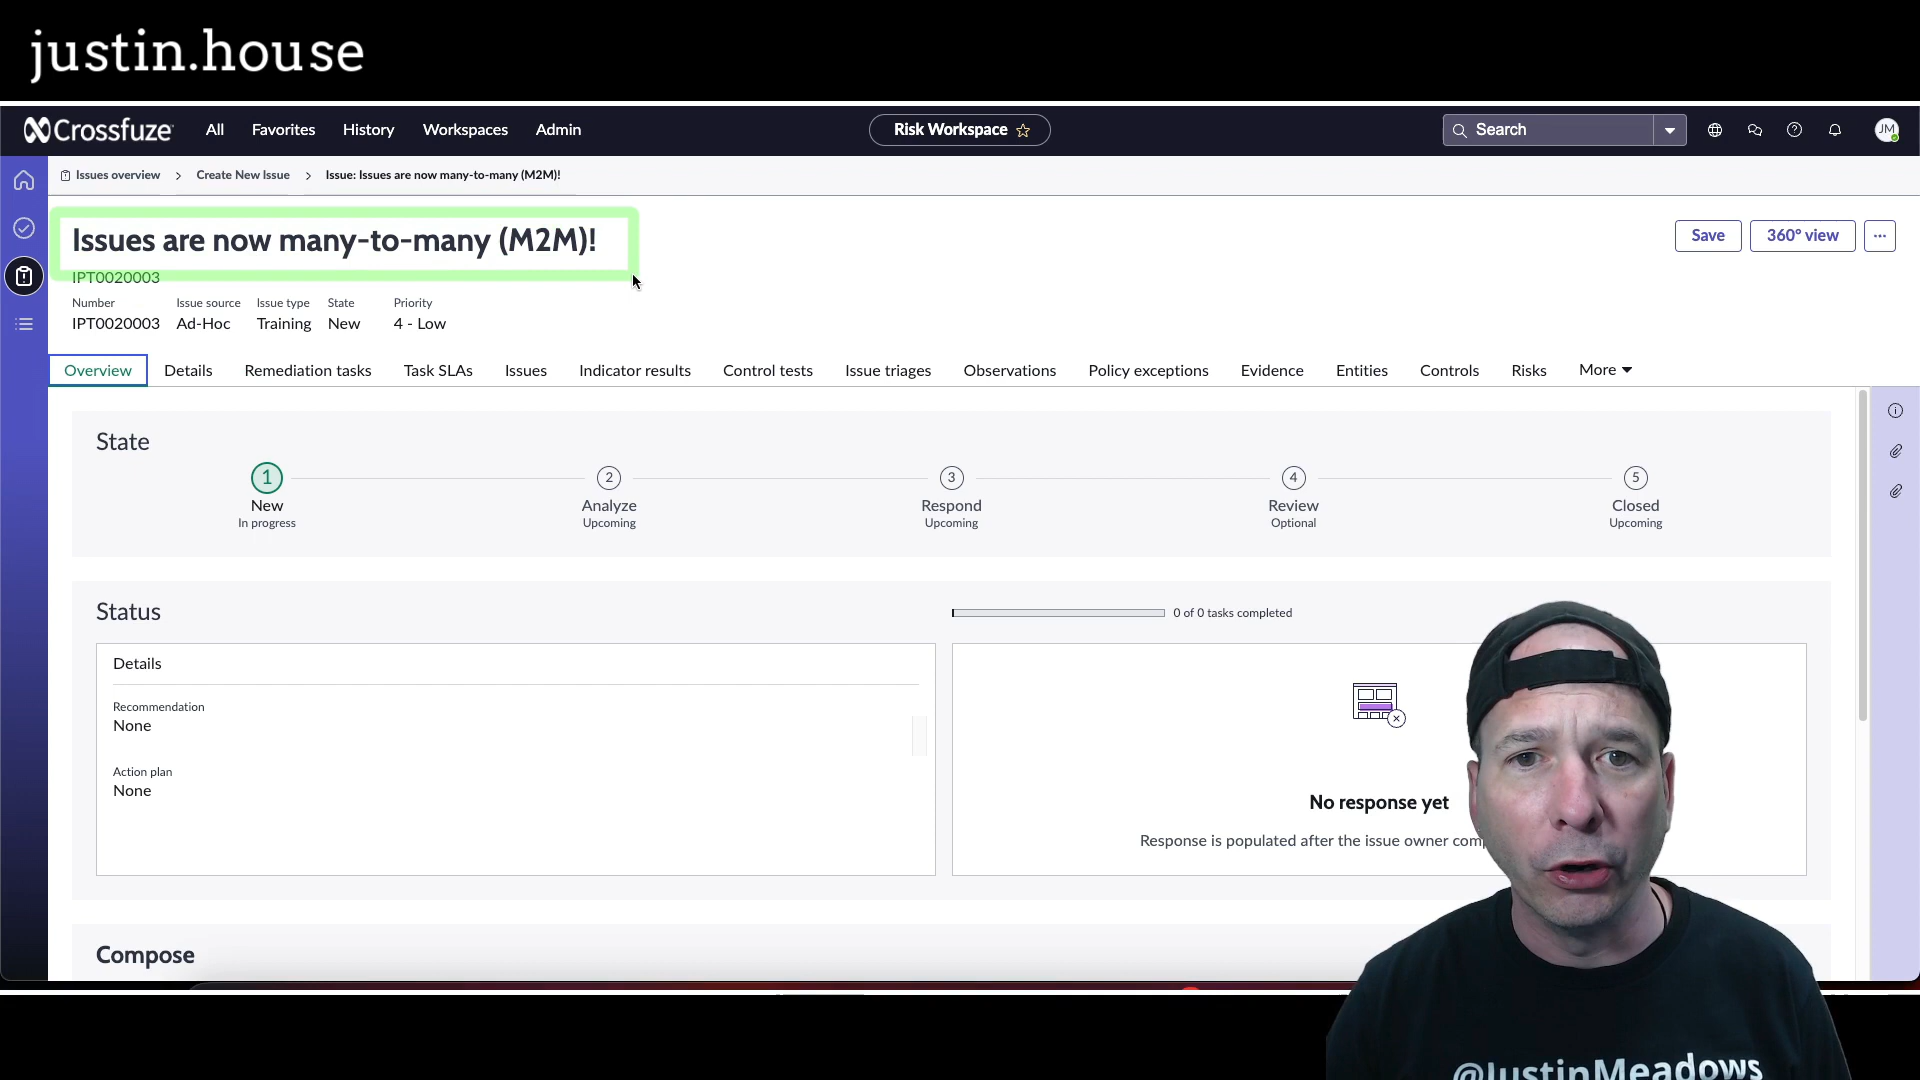 justin.house
Crossfuze All Favorites History Workspaces Admin Risk Workspace Search JM
Issues overview > Create New Issue > Issue: Issues are now many-to-many (M2M)!
Issues are now many-to-many (M2M)! Save 360° view
IPT0020003
Number Issue source Issue type State Priority
IPT0020003 Ad-Hoc Training New 4 - Low
Overview Details Remediation tasks Task SLAs Issues Indicator results Control tests Issue triages Observations Policy exceptions Evidence Entities Controls Risks More
State
1 2 3 4 5
New Analyze Respond Review Closed
In progress Upcoming Upcoming Optional Upcoming
Status 0 of 0 tasks completed
Details
Recommendation
None
Action plan
None
No response yet
Response is populated after the issue owner
Compose
@JustinMeadows